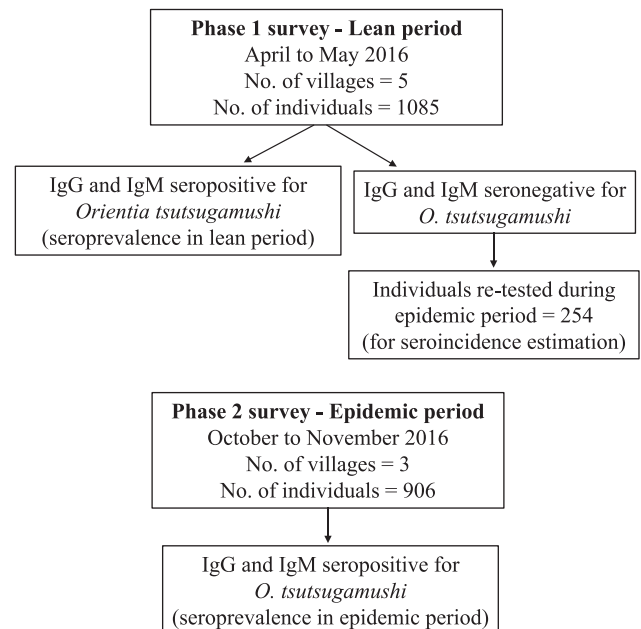 Phase 1 survey - Lean period
April to May 2016
No. of villages = 5
No. of individuals = 1085
IgG and IgM seropositive for
Orientia tsutsugamushi
(seroprevalence in lean period)
IgG and IgM seronegative for
O. tsutsugamushi
Individuals re-tested during
epidemic period = 254
(for seroincidence estimation)
Phase 2 survey - Epidemic period
October to November 2016
No. of villages = 3
No. of individuals = 906
IgG and IgM seropositive for
O. tsutsugamushi
(seroprevalence in epidemic period)